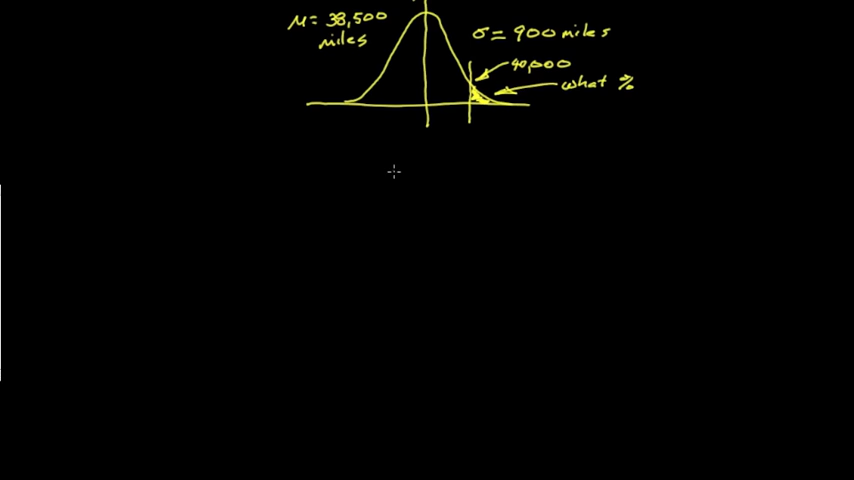 μ = 38,500
miles
σ = 900 miles
40,000
what %